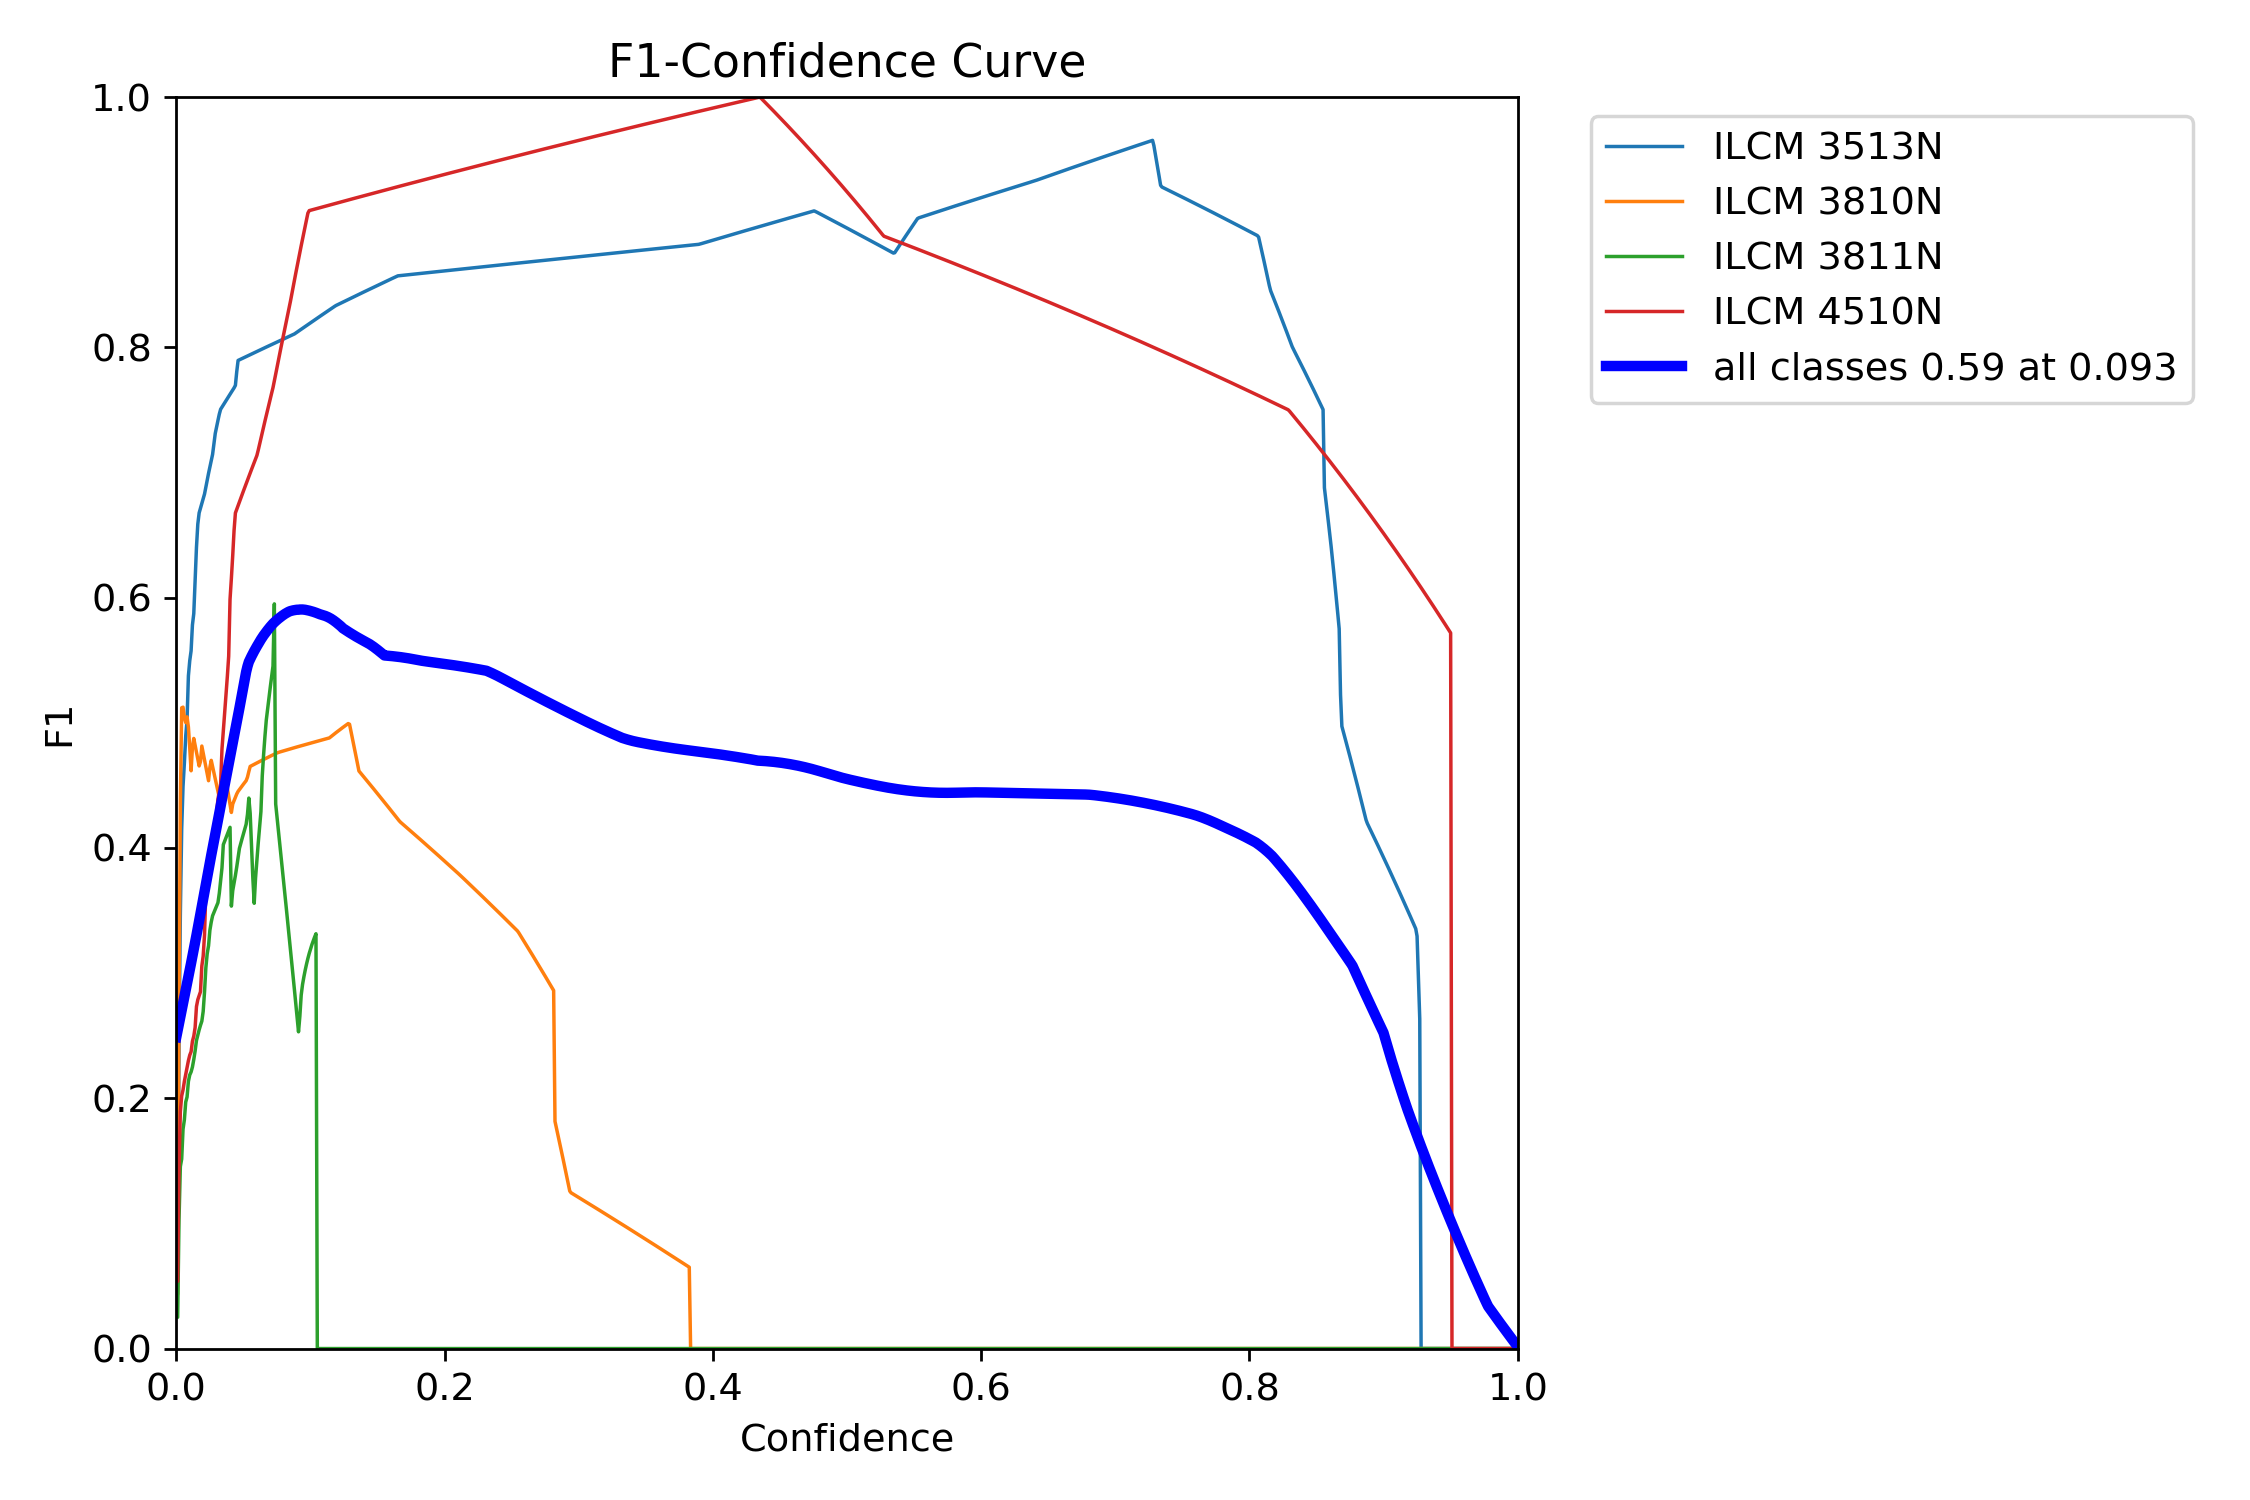 F1-Confidence Curve
1.0
0.8
0.6
0.4
0.2
0.0
F1
0.0 0.2 0.4 0.6 0.8 1.0
Confidence
ILCM 3513N
ILCM 3810N
ILCM 3811N
ILCM 4510N
all classes 0.59 at 0.093